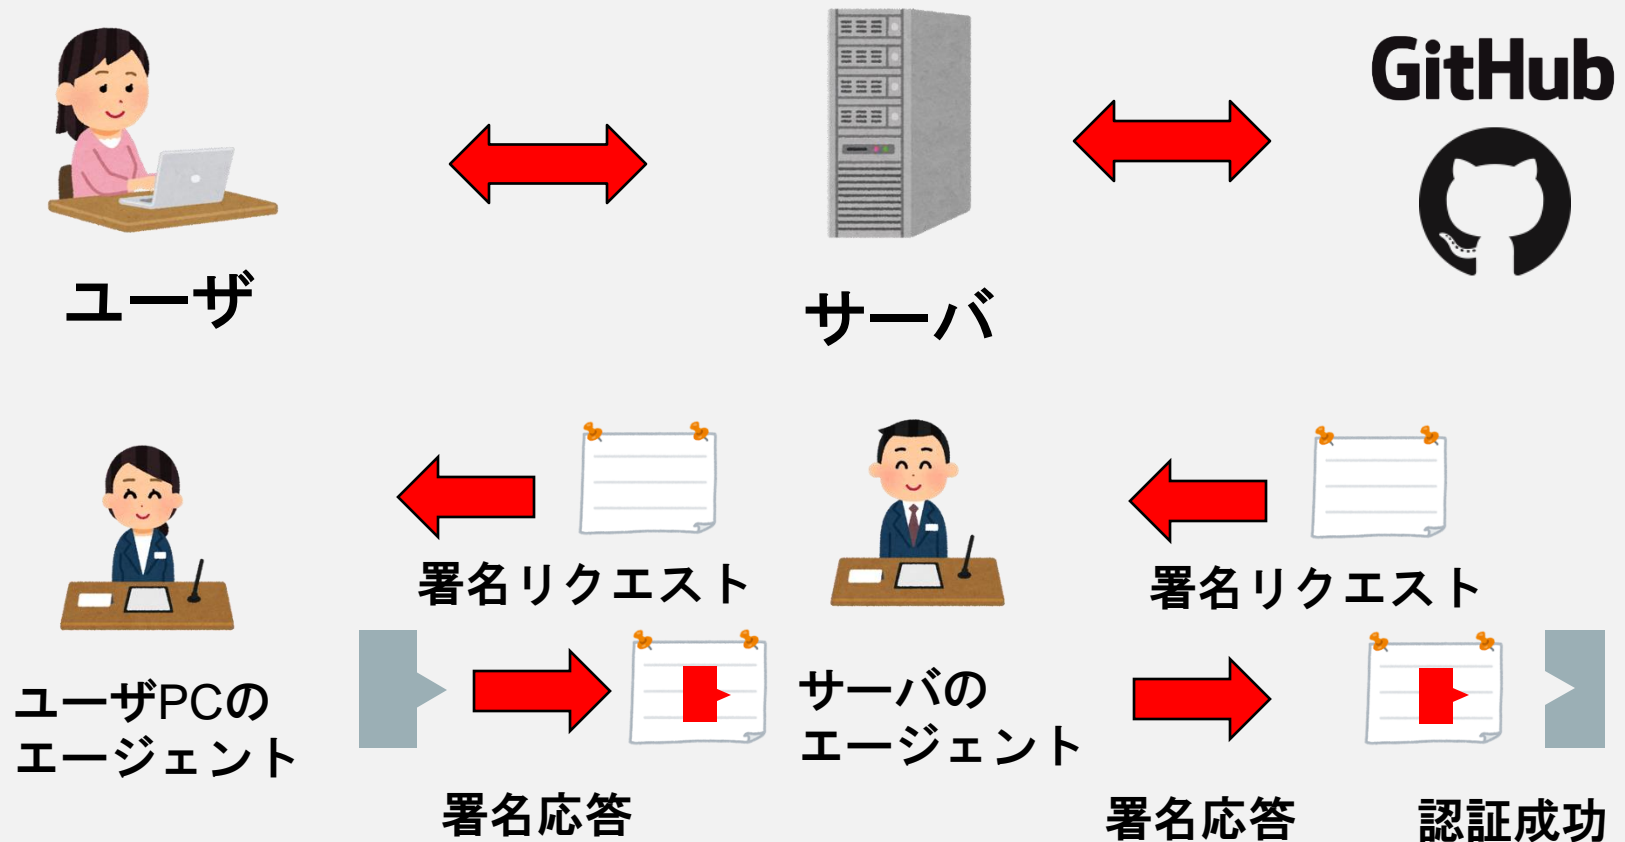 GitHub
ユーザ
サーバ
署名リクエスト
署名リクエスト
ユーザPCの
エージェント
サーバの
エージェント
署名応答
署名応答
認証成功